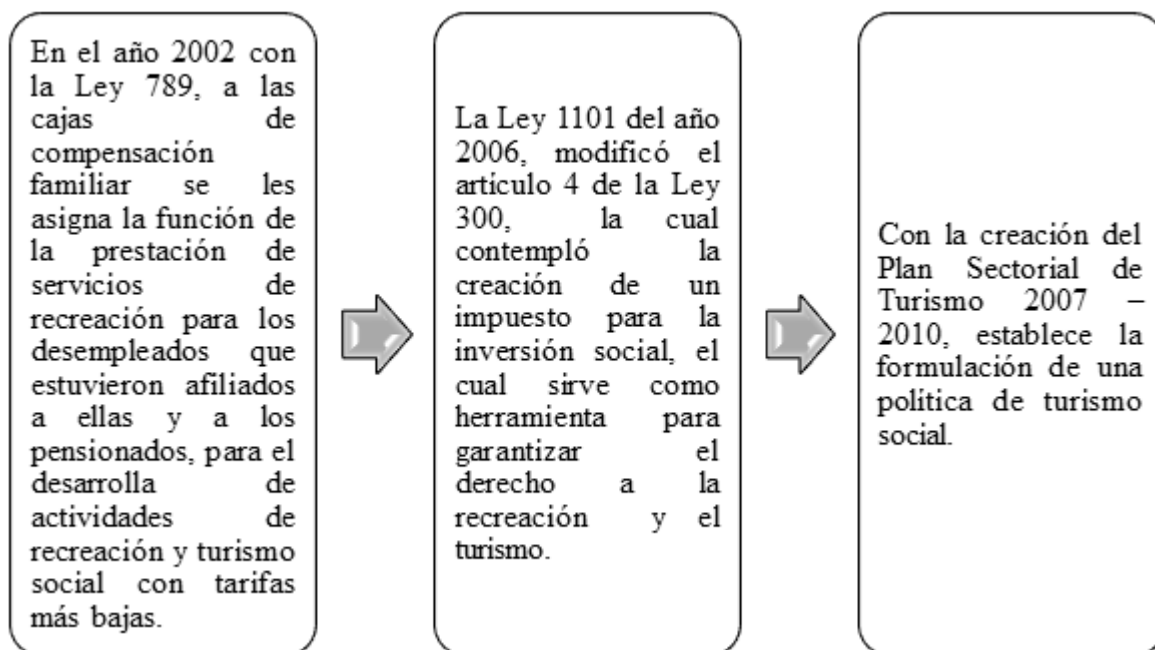 En el año 2002 con
la Ley 789, a las
cajas de
compensación
familiar se les
asigna la función de
la prestación de
servicios de
recreación para los
desempleados que
estuvieron afiliados
a ellas y a los
pensionados, para el
desarrolla de
actividades de
recreación y turismo
social con tarifas
más bajas.
La Ley 1101 del año
2006, modificó el
artículo 4 de la Ley
300, la cual
contempló la
creación de un
impuesto para la
inversión social, el
cual sirve como
herramienta para
garantizar el
derecho a la
recreación y el
turismo.
Con la creación del
Plan Sectorial de
Turismo 2007 –
2010, establece la
formulación de una
política de turismo
social.